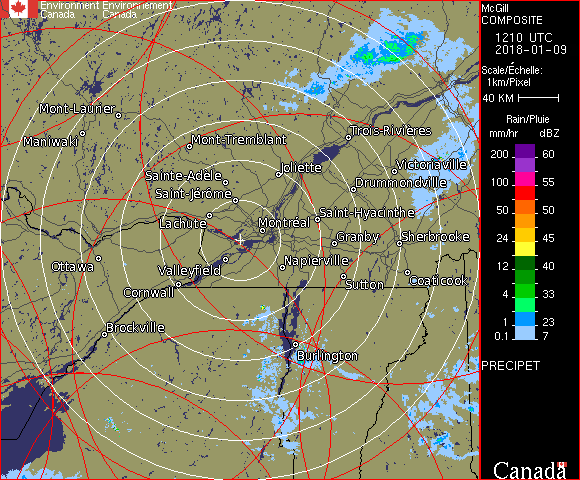 Environment Environnement
Canada Canada
McGill
COMPOSITE
1210 UTC
2018-01-09
Scale/Échelle:
1km/Pixel
40 KM
Rain/Pluie
mm/hr dBZ
200 60
100 55
50 50
24 45
12 40
4 33
1 23
0.1 7
PRECIPET
Canada
Mont-Laurier
Maniwaki
Mont-Tremblant
Trois-Rivières
Sainte-Adèle
Joliette
Victoriaville
Saint-Jérôme
Drummondville
Lachute
Montréal
Saint-Hyacinthe
Granby
Sherbrooke
Ottawa
Valleyfield
Napierville
Cornwall
Sutton
Coaticook
Brockville
Burlington